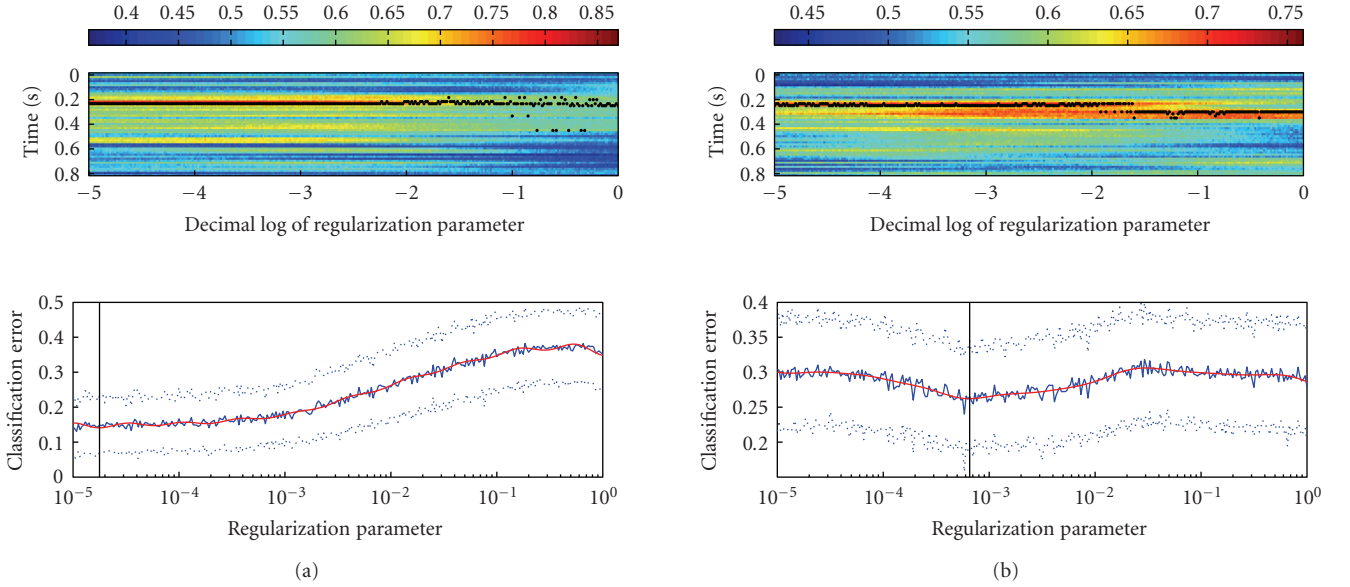 0.4 0.45 0.5 0.55 0.6 0.65 0.7 0.75 0.8 0.85
0
0.2
0.4
0.6
0.8
Time (s)
−5 −4 −3 −2 −1 0
Decimal log of regularization parameter
0.5
0.4
0.3
0.2
0.1
0
Classification error
10−5 10−4 10−3 10−2 10−1 100
Regularization parameter
(a)
0.45 0.5 0.55 0.6 0.65 0.7 0.75
0
0.2
0.4
0.6
0.8
Time (s)
−5 −4 −3 −2 −1 0
Decimal log of regularization parameter
0.4
0.35
0.3
0.25
0.2
Classification error
10−5 10−4 10−3 10−2 10−1 100
Regularization parameter
(b)